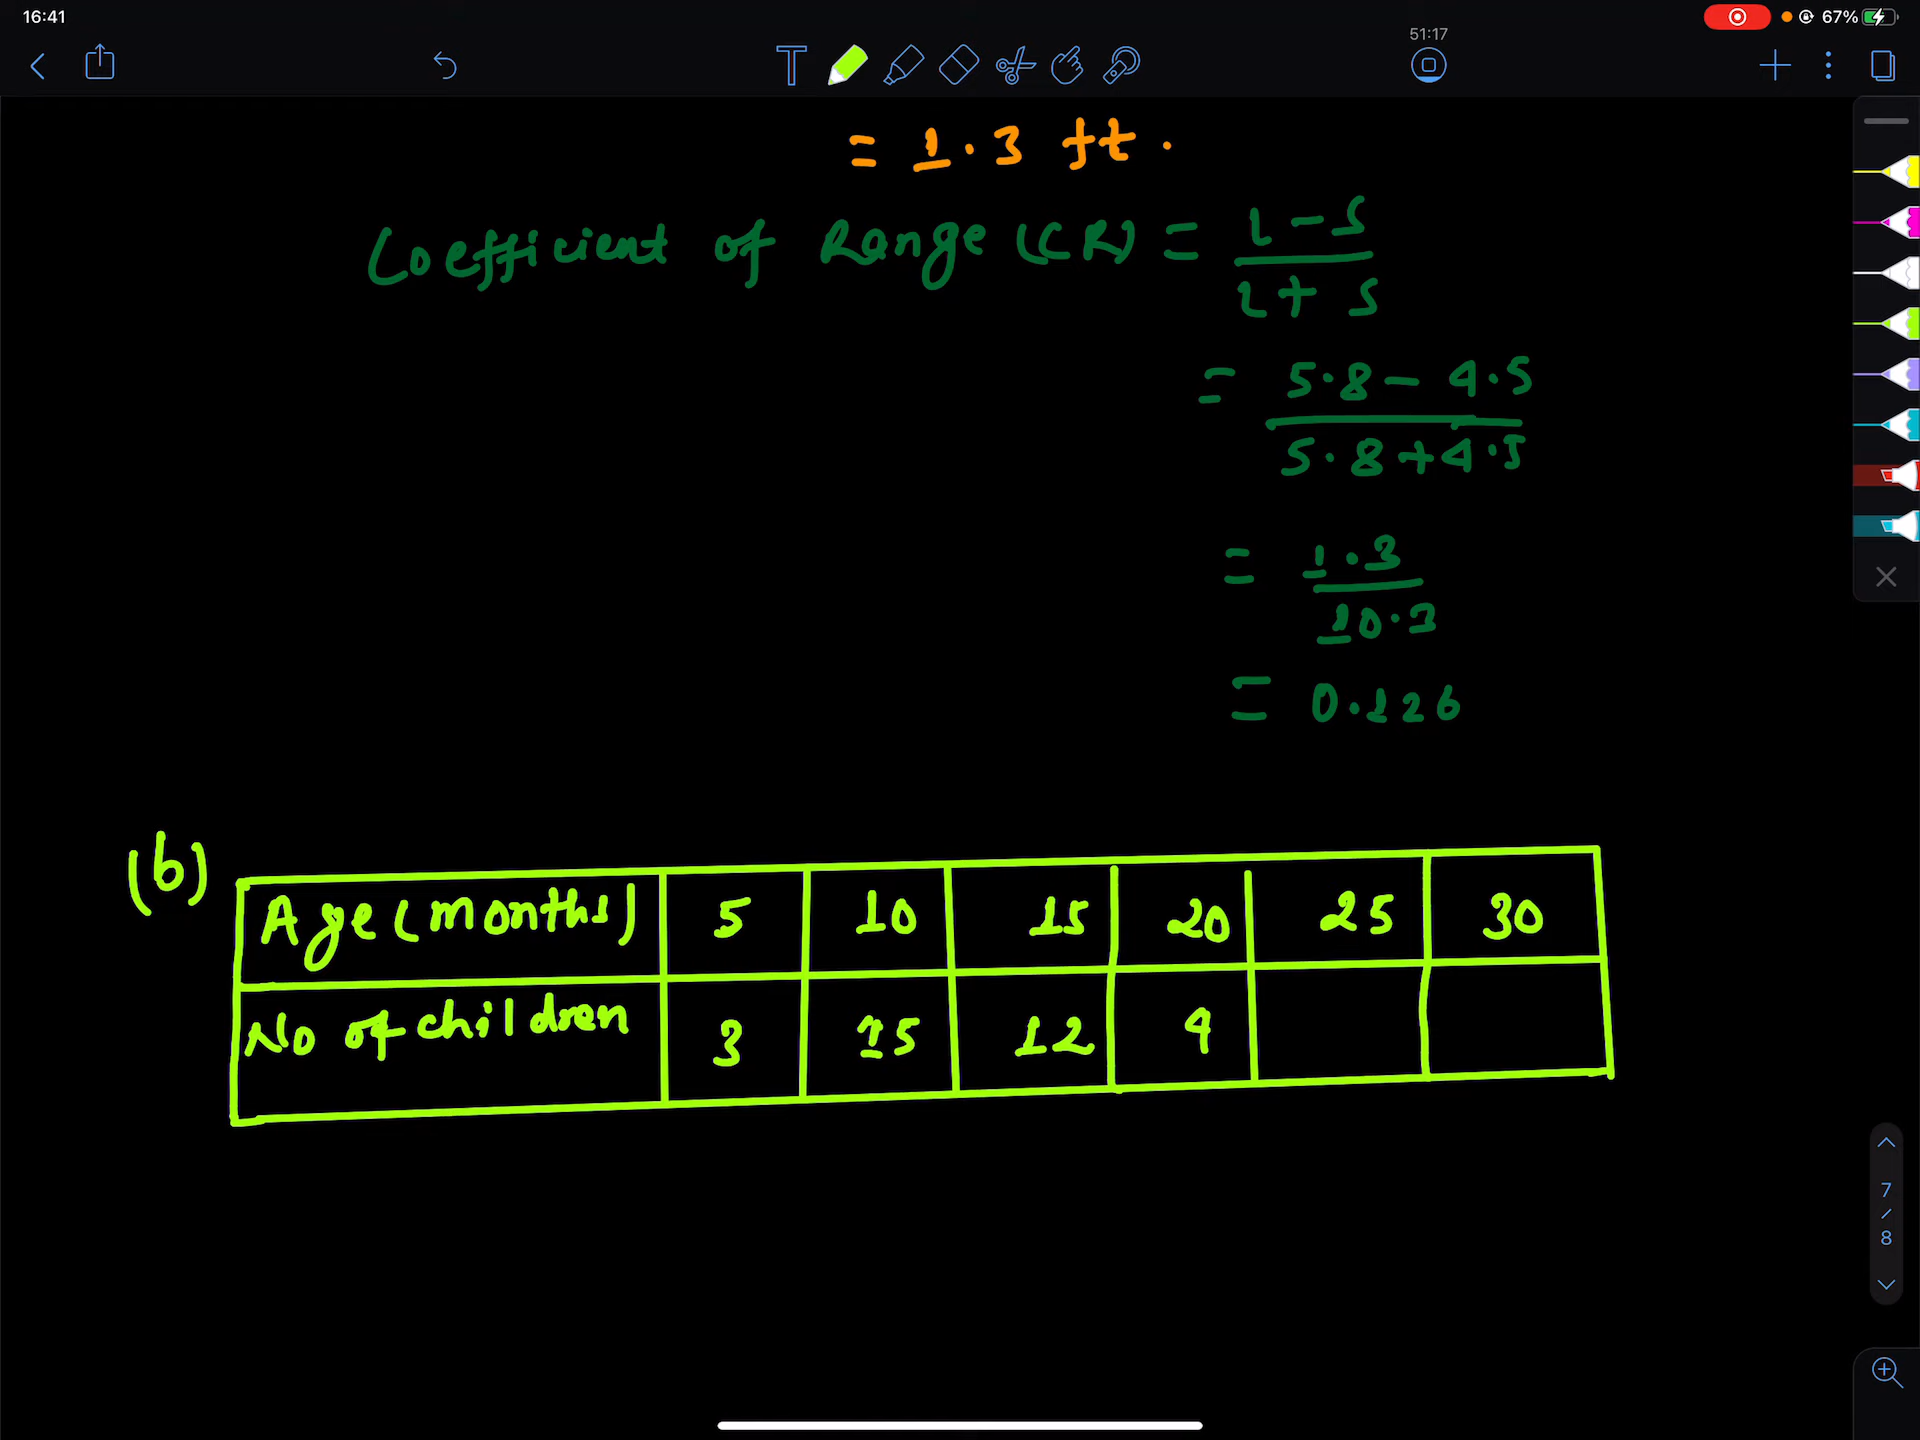 16:41
67%
51:17
T
= 1.3 ft.
Coefficient of Range (CR) = L - S
L + S
= 5.8 - 4.5
5.8 + 4.5
= 1.3
10.3
= 0.126
(b)
Age (months) 5 10 15 20 25 30
No of children 3 15 12 4
7
/
8